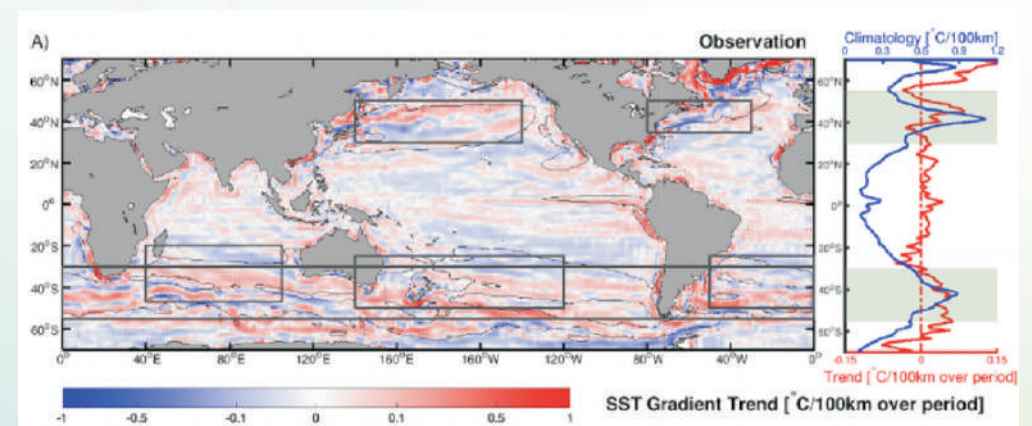 A)
Observation
Climatology [°C/100km]
0 0.3 0.6 0.9 1.2
60°N 60°N
40°N 40°N
20°N 20°N
0° 0°
20°S 20°S
40°S 40°S
60°S 60°S
0° 40°E 80°E 120°E 160°E 160°W 120°W 80°W 40°W 0°
-0.15 0 0.15
Trend [°C/100km over period]
-1 -0.5 -0.1 0 0.1 0.5 1
SST Gradient Trend [°C/100km over period]